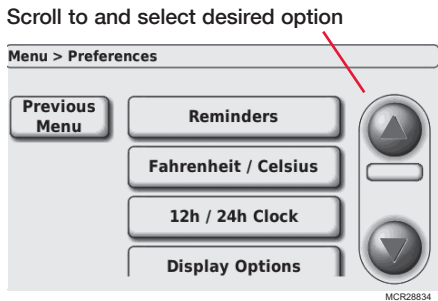 Scroll to and select desired option
Menu > Preferences
Previous
Menu
Reminders
Fahrenheit / Celsius
12h / 24h Clock
Display Options
MCR28834